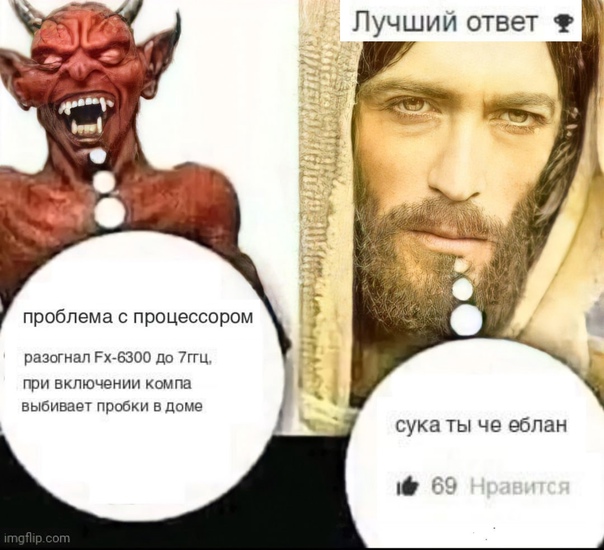 Лучший ответ 🏆
проблема с процессором
разогнал Fx-6300 до 7ггц,
при включении компа
выбивает пробки в доме
сука ты че еблан
69 Нравится
imgflip.com